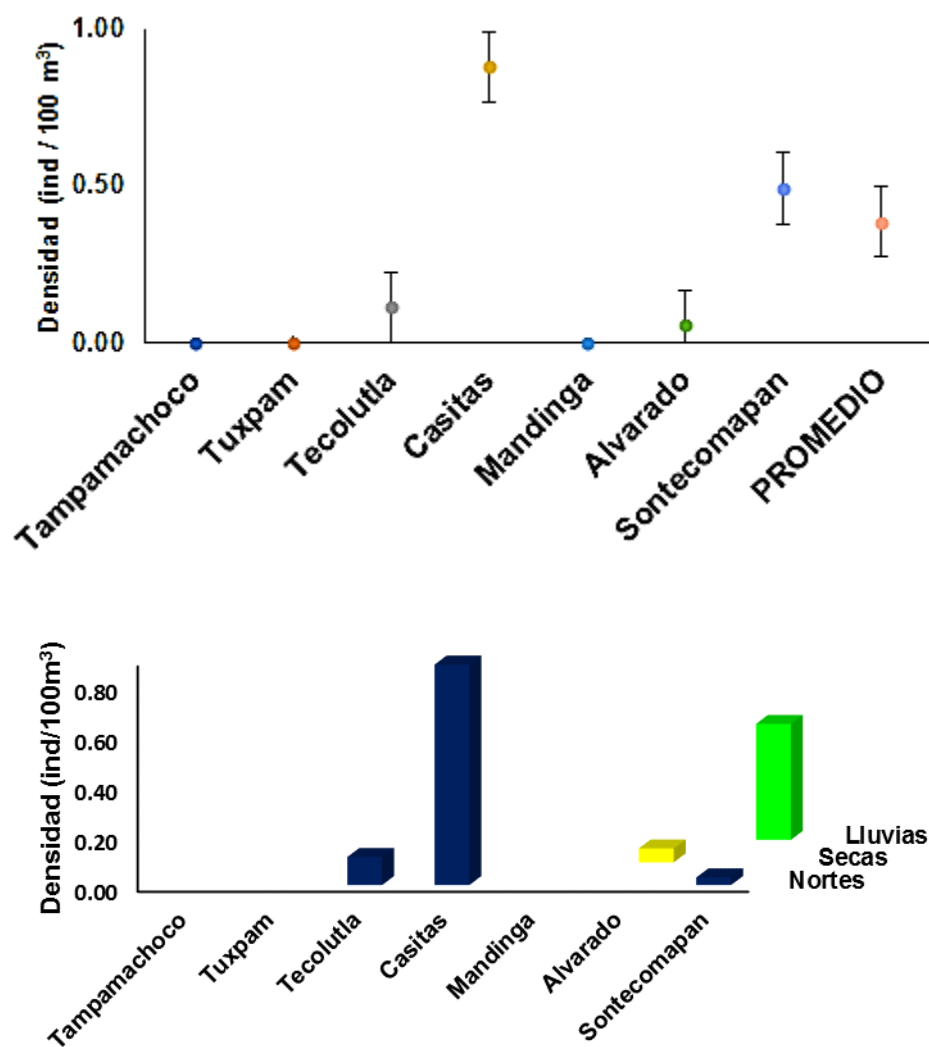 Densidad (ind / 100 m³)
1.00
0.50
0.00
Tampamachoco
Tuxpam
Tecolutla
Casitas
Mandinga
Alvarado
Sontecomapan
PROMEDIO
Densidad (ind/100m³)
0.80
0.60
0.40
0.20
0.00
Lluvias
Secas
Nortes
Tampamachoco
Tuxpam
Tecolutla
Casitas
Mandinga
Alvarado
Sontecomapan